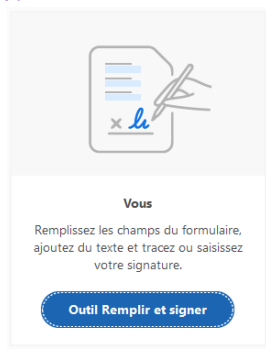 Vous
Remplissez les champs du formulaire,
ajoutez du texte et tracez ou saisissez
votre signature.
Outil Remplir et signer